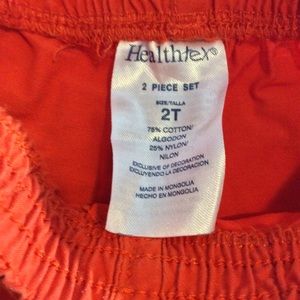 Healthtex®
2 PIECE SET
SIZE/TALLA
2T
75% COTTON/
ALGODON
25% NYLON/
NILON
EXCLUSIVE OF DECORATION
EXCLUYENDO LA DECORACION
MADE IN MONGOLIA
HECHO EN MONGOLIA